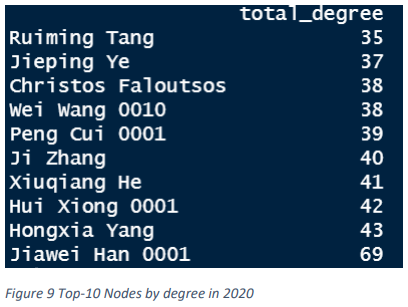 total_degree
Ruiming Tang 35
Jieping Ye 37
Christos Faloutsos 38
Wei Wang 0010 38
Peng Cui 0001 39
Ji Zhang 40
Xiuqiang He 41
Hui Xiong 0001 42
Hongxia Yang 43
Jiawei Han 0001 69
Figure 9 Top-10 Nodes by degree in 2020